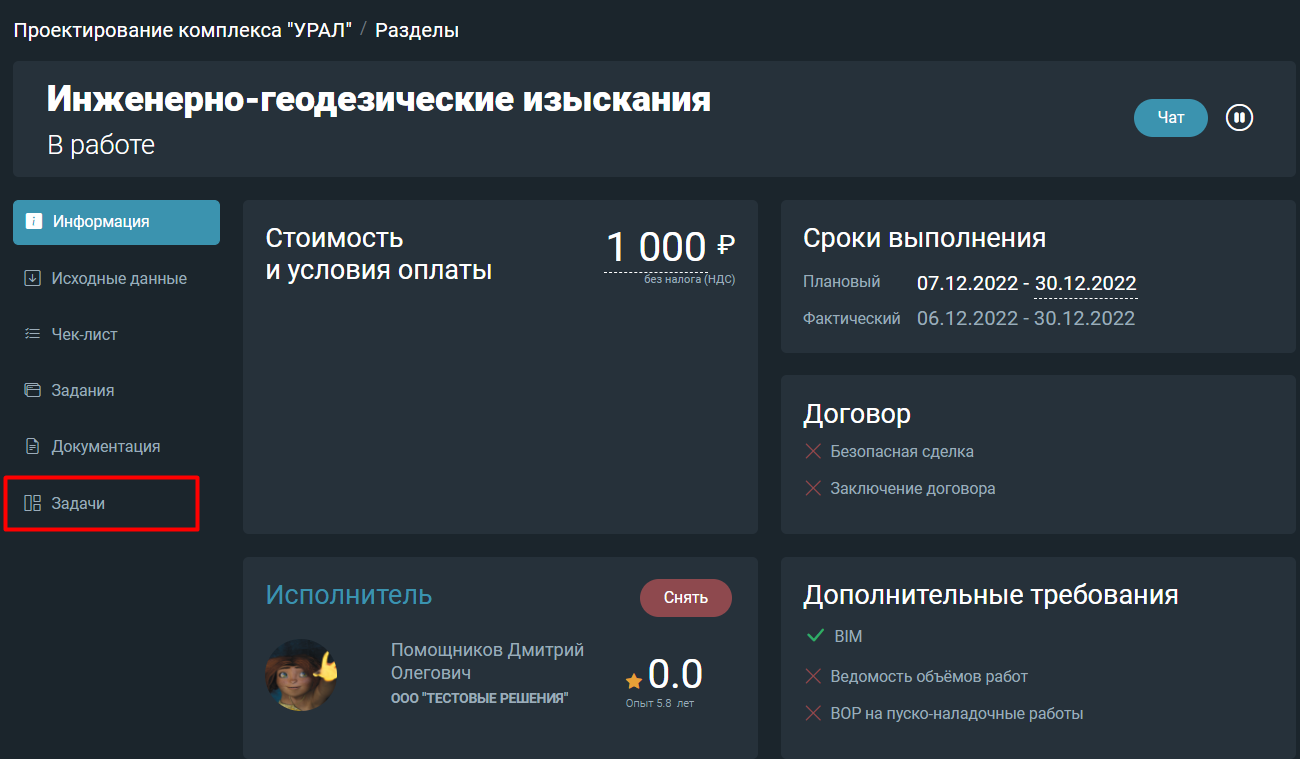 Проектирование комплекса "УРАЛ" / Разделы
Инженерно-геодезические изыскания
В работе
Чат
Информация
Исходные данные
Чек-лист
Задания
Документация
Задачи
Стоимость
и условия оплаты
1 000 ₽
без налога (НДС)
Сроки выполнения
Плановый 07.12.2022 - 30.12.2022
Фактический 06.12.2022 - 30.12.2022
Договор
Безопасная сделка
Заключение договора
Исполнитель
Снять
Помощников Дмитрий
Олегович
ООО "ТЕСТОВЫЕ РЕШЕНИЯ"
0.0
Опыт 5.8 лет
Дополнительные требования
BIM
Ведомость объёмов работ
ВОР на пуско-наладочные работы